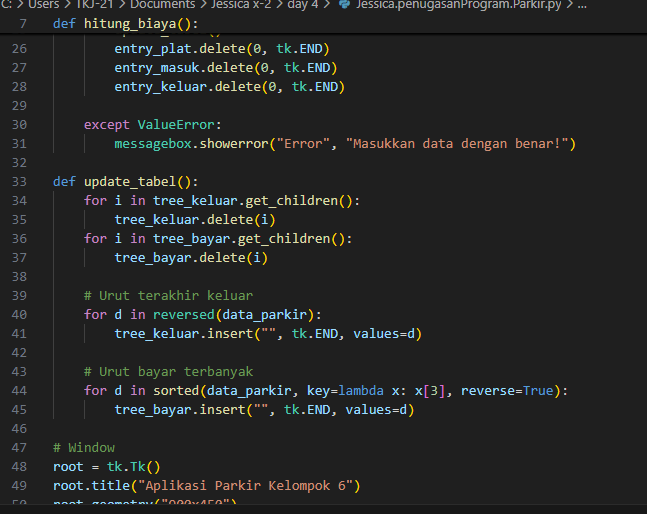 C: > Users > TKJ-21 > Documents > Jessica x-2 > day 4 > Jessica.penugasanProgram.Parkir.py > ...
7 def hitung_biaya():
26 entry_plat.delete(0, tk.END)
27 entry_masuk.delete(0, tk.END)
28 entry_keluar.delete(0, tk.END)
29
30 except ValueError:
31 messagebox.showerror("Error", "Masukkan data dengan benar!")
32
33 def update_tabel():
34 for i in tree_keluar.get_children():
35 tree_keluar.delete(i)
36 for i in tree_bayar.get_children():
37 tree_bayar.delete(i)
38
39 # Urut terakhir keluar
40 for d in reversed(data_parkir):
41 tree_keluar.insert("", tk.END, values=d)
42
43 # Urut bayar terbanyak
44 for d in sorted(data_parkir, key=lambda x: x[3], reverse=True):
45 tree_bayar.insert("", tk.END, values=d)
46
47 # Window
48 root = tk.Tk()
49 root.title("Aplikasi Parkir Kelompok 6")
50 root.geometry("900x450")